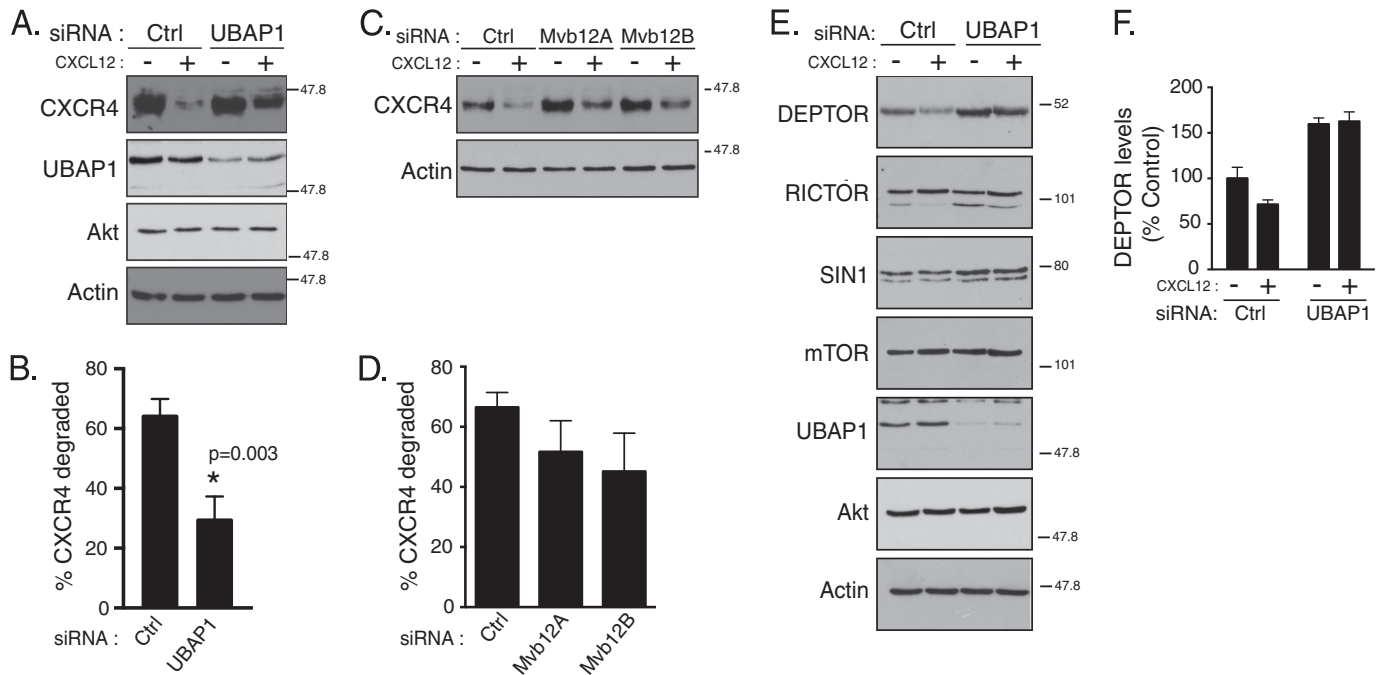 A.
siRNA : Ctrl UBAP1
CXCL12 : - + - +
CXCR4
47.8
UBAP1
47.8
Akt
47.8
Actin
47.8
B.
% CXCR4 degraded
80
60
40
20
0
p=0.003
*
siRNA : Ctrl UBAP1
C.
siRNA : Ctrl Mvb12A Mvb12B
CXCL12 : - + - + - +
CXCR4
47.8
Actin
47.8
D.
% CXCR4 degraded
80
60
40
20
0
siRNA : Ctrl Mvb12A Mvb12B
E.
siRNA: Ctrl UBAP1
CXCL12 : - + - +
DEPTOR
52
RICTOR
101
SIN1
80
mTOR
101
UBAP1
47.8
Akt
47.8
Actin
47.8
F.
DEPTOR levels
(% Control)
200
150
100
50
0
CXCL12 : - + - +
siRNA: Ctrl UBAP1